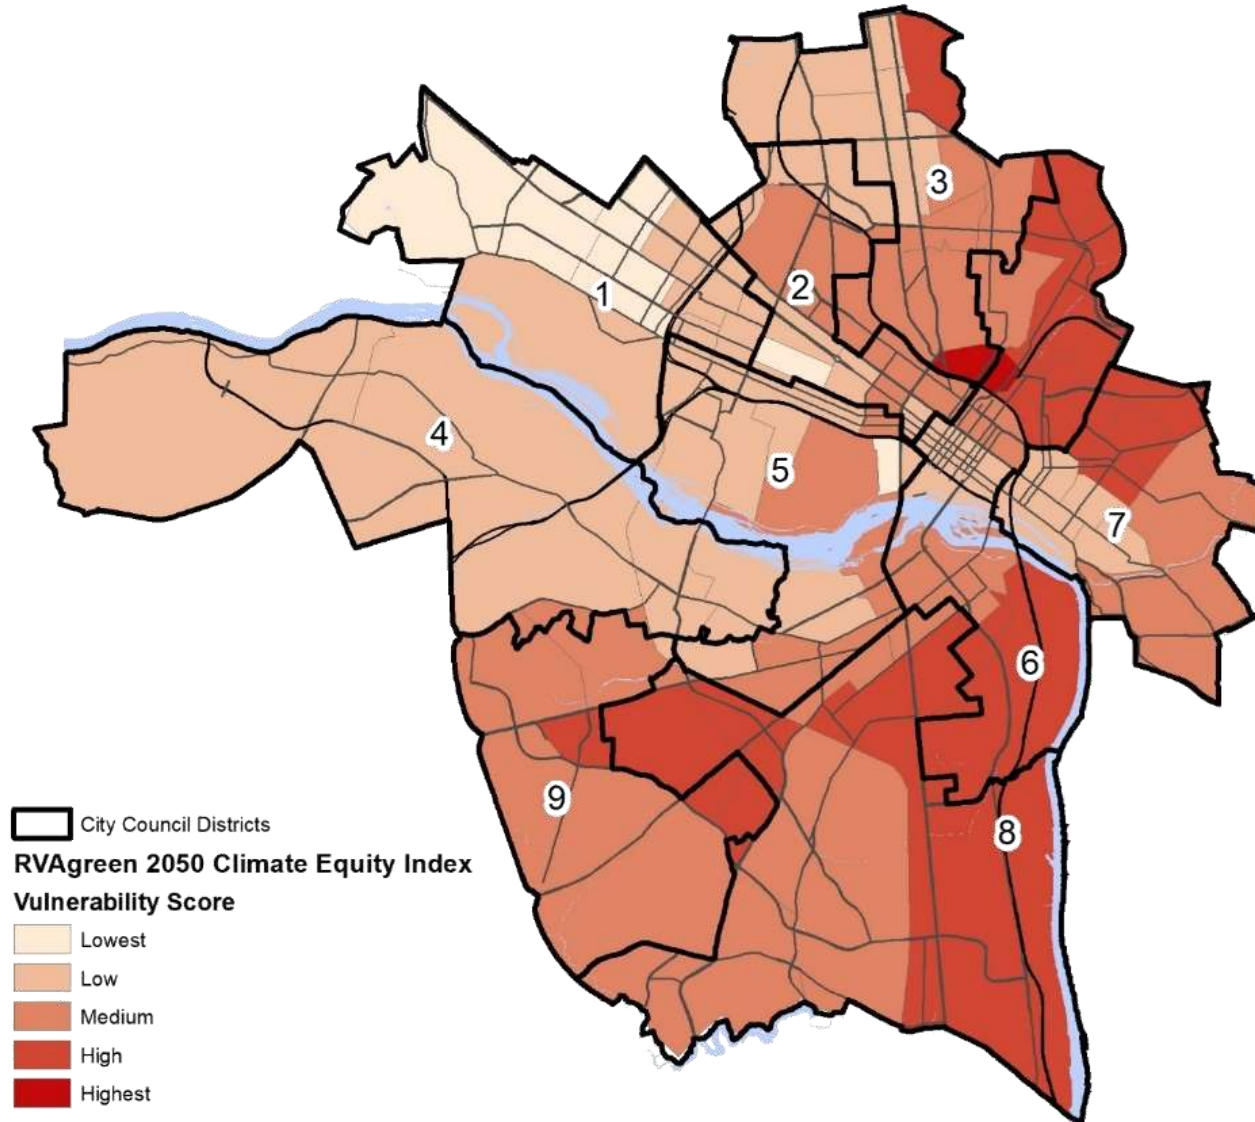 3
2
1
4
5
7
6
9
8
City Council Districts
RVAgreen 2050 Climate Equity Index
Vulnerability Score
Lowest
Low
Medium
High
Highest